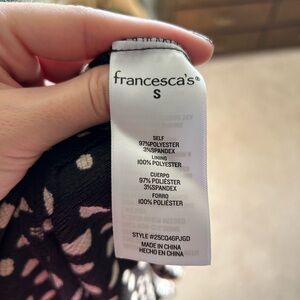 francesca's®
S
SELF
97%POLYESTER
3%SPANDEX
LINING
100%POLYESTER
CUERPO
97% POLIÉSTER
3%SPANDEX
FORRO
100% POLIÉSTER
STYLE #25CQ46PJGD
MADE IN CHINA
HECHO EN CHINA